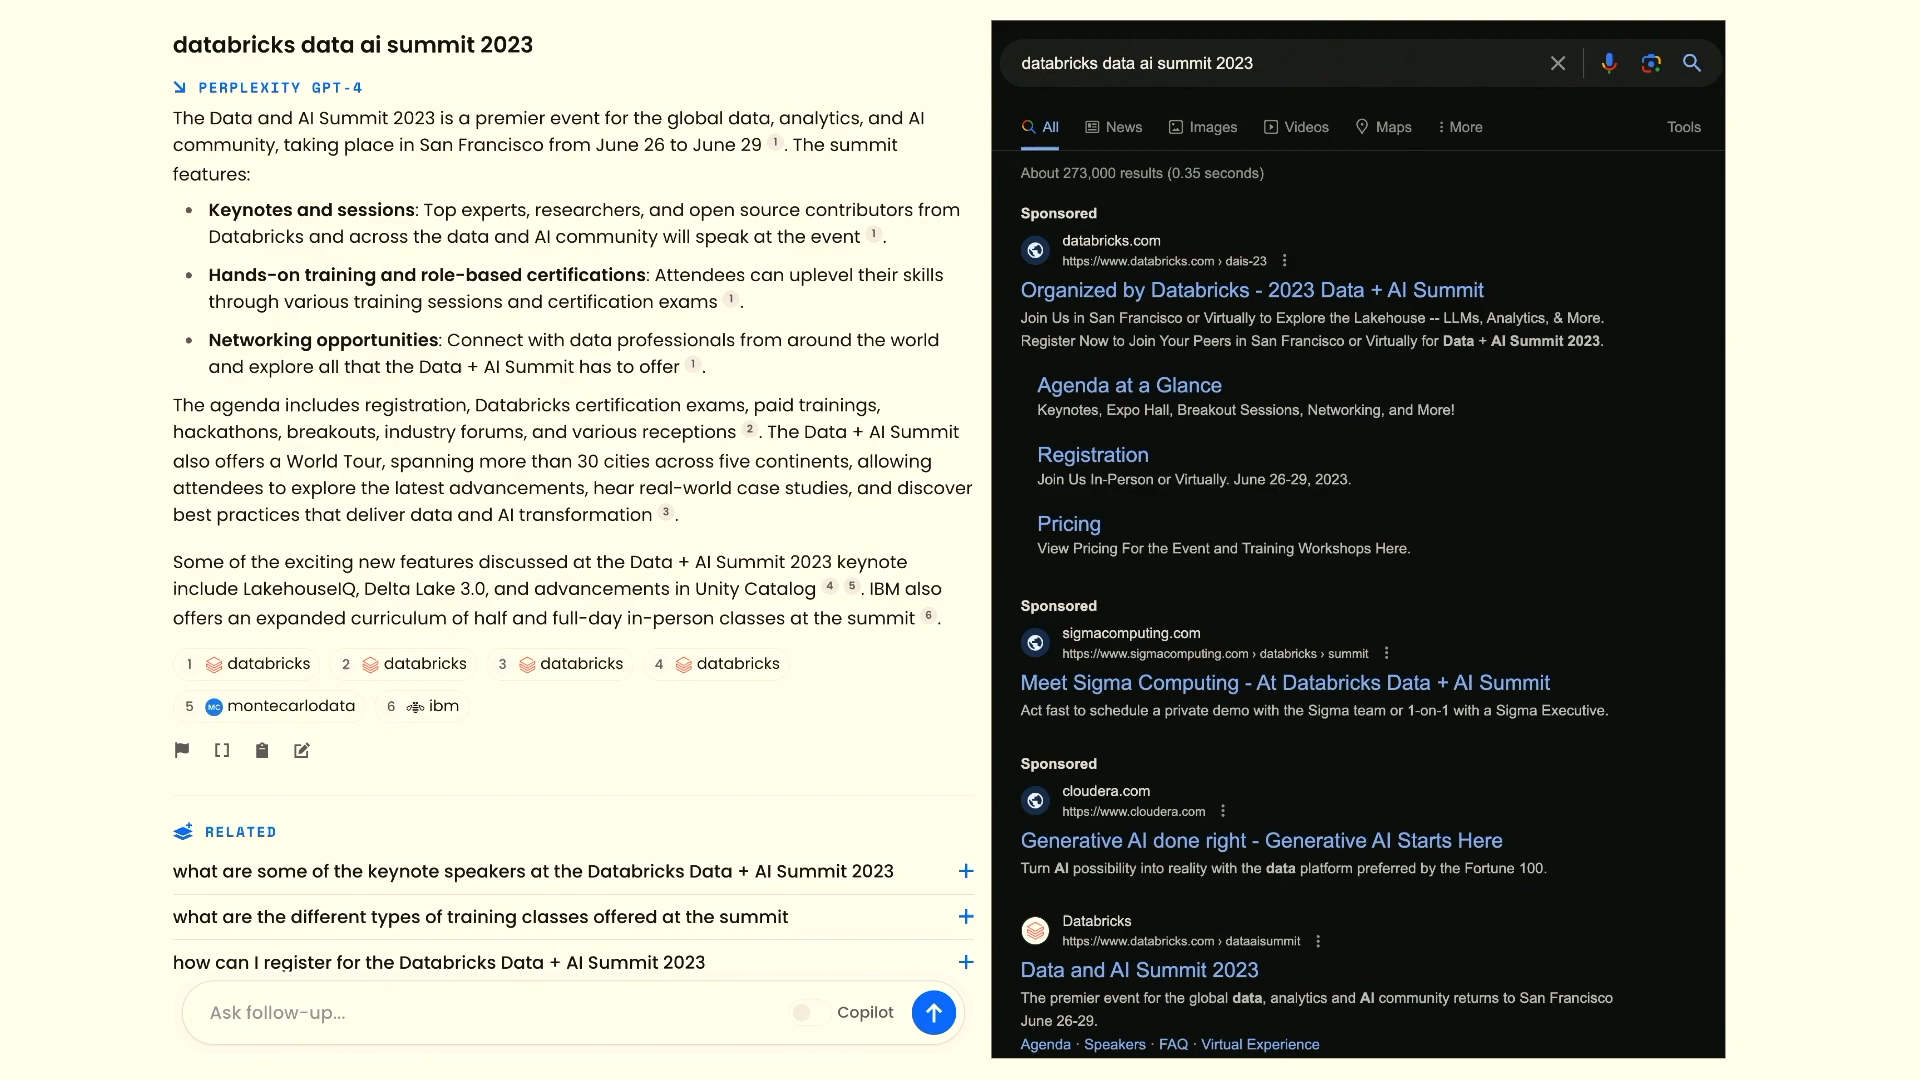 databricks data ai summit 2023
PERPLEXITY GPT-4
The Data and AI Summit 2023 is a premier event for the global data, analytics, and AI
community, taking place in San Francisco from June 26 to June 29 1. The summit
features:
• Keynotes and sessions: Top experts, researchers, and open source contributors from
Databricks and across the data and AI community will speak at the event 1.
• Hands-on training and role-based certifications: Attendees can uplevel their skills
through various training sessions and certification exams 1.
• Networking opportunities: Connect with data professionals from around the world
and explore all that the Data + AI Summit has to offer 1.
The agenda includes registration, Databricks certification exams, paid trainings,
hackathons, breakouts, industry forums, and various receptions 2. The Data + AI Summit
also offers a World Tour, spanning more than 30 cities across five continents, allowing
attendees to explore the latest advancements, hear real-world case studies, and discover
best practices that deliver data and AI transformation 3.
Some of the exciting new features discussed at the Data + AI Summit 2023 keynote
include LakehouseIQ, Delta Lake 3.0, and advancements in Unity Catalog 4 5. IBM also
offers an expanded curriculum of half and full-day in-person classes at the summit 6.
1 databricks 2 databricks 3 databricks 4 databricks
5 MC montecarlodata 6 ibm
RELATED
what are some of the keynote speakers at the Databricks Data + AI Summit 2023
what are the different types of training classes offered at the summit
how can I register for the Databricks Data + AI Summit 2023
Ask follow-up... Copilot
databricks data ai summit 2023
All News Images Videos Maps More Tools
About 273,000 results (0.35 seconds)
Sponsored
databricks.com
https://www.databricks.com › dais-23
Organized by Databricks - 2023 Data + AI Summit
Join Us in San Francisco or Virtually to Explore the Lakehouse -- LLMs, Analytics, & More.
Register Now to Join Your Peers in San Francisco or Virtually for Data + AI Summit 2023.
Agenda at a Glance
Keynotes, Expo Hall, Breakout Sessions, Networking, and More!
Registration
Join Us In-Person or Virtually. June 26-29, 2023.
Pricing
View Pricing For the Event and Training Workshops Here.
Sponsored
sigmacomputing.com
https://www.sigmacomputing.com › databricks › summit
Meet Sigma Computing - At Databricks Data + AI Summit
Act fast to schedule a private demo with the Sigma team or 1-on-1 with a Sigma Executive.
Sponsored
cloudera.com
https://www.cloudera.com
Generative AI done right - Generative AI Starts Here
Turn AI possibility into reality with the data platform preferred by the Fortune 100.
Databricks
https://www.databricks.com › dataaisummit
Data and AI Summit 2023
The premier event for the global data, analytics and AI community returns to San Francisco
June 26-29.
Agenda · Speakers · FAQ · Virtual Experience